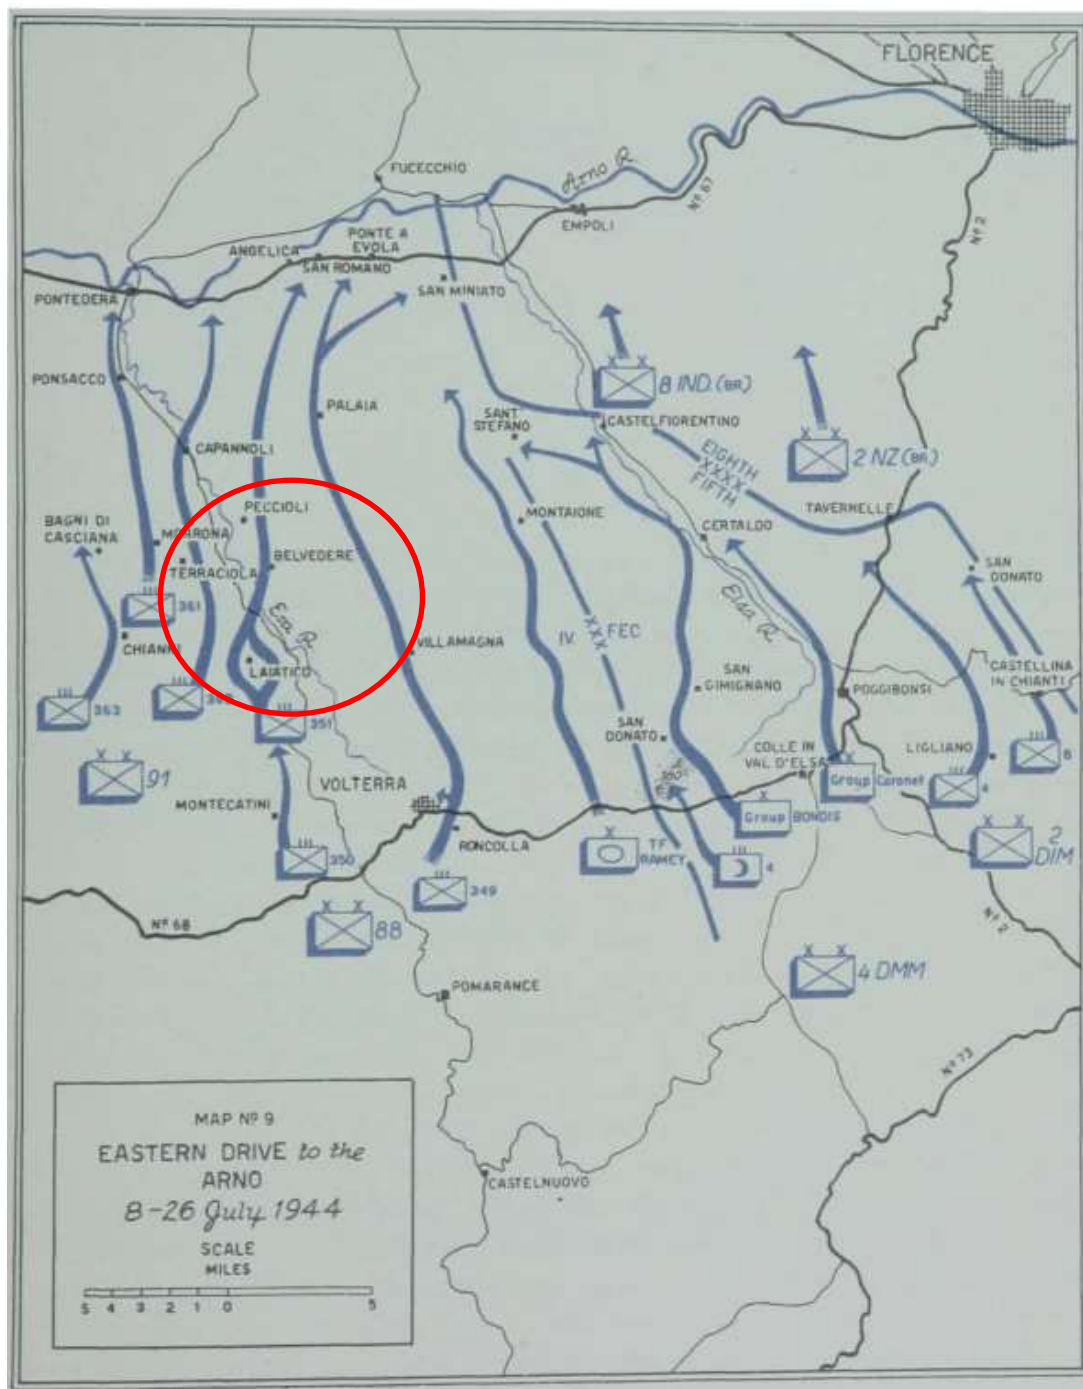 FLORENCE
FUCECCHIO
Arno R.
Nº 67
EMPOLI
Nº 2
ANGELICA
PONTE A
EVOLA
SAN ROMANO
SAN MINIATO
PONTEDERA
PONSACCO
8 IND. (BR)
PALAIA
SANT
STEFANO
CASTELFIORENTINO
CAPANNOLI
EIGHTH
XXXX
FIFTH
2 NZ (BR)
BAGNI DI
CASCIANA
PECCIOLI
MONTAIONE
CERTALDO
TAVERNELLE
MORRONA
TERRACIOLA
BELVEDERE
SAN
DONATO
361
Era R.
Elsa R.
CHIANNI
IV
XXX
FEC
VILLAMAGNA
LAIATICO
SAN
GIMIGNANO
CASTELLINA
IN CHIANTI
POGGIBONSI
363
351
SAN
DONATO
COLLE IN
VAL D'ELSA
LIGLIANO
91
VOLTERRA
Group Coronet
4
MONTECATINI
Group BONDIS
RONCOLLA
TF
RAMEY
4
2
DIM
350
349
Nº 68
88
Nº 2
4 DMM
POMARANCE
Nº 73
MAP Nº 9
EASTERN DRIVE to the
ARNO
8-26 July 1944
SCALE
MILES
5 4 3 2 1 0 5
CASTELNUOVO